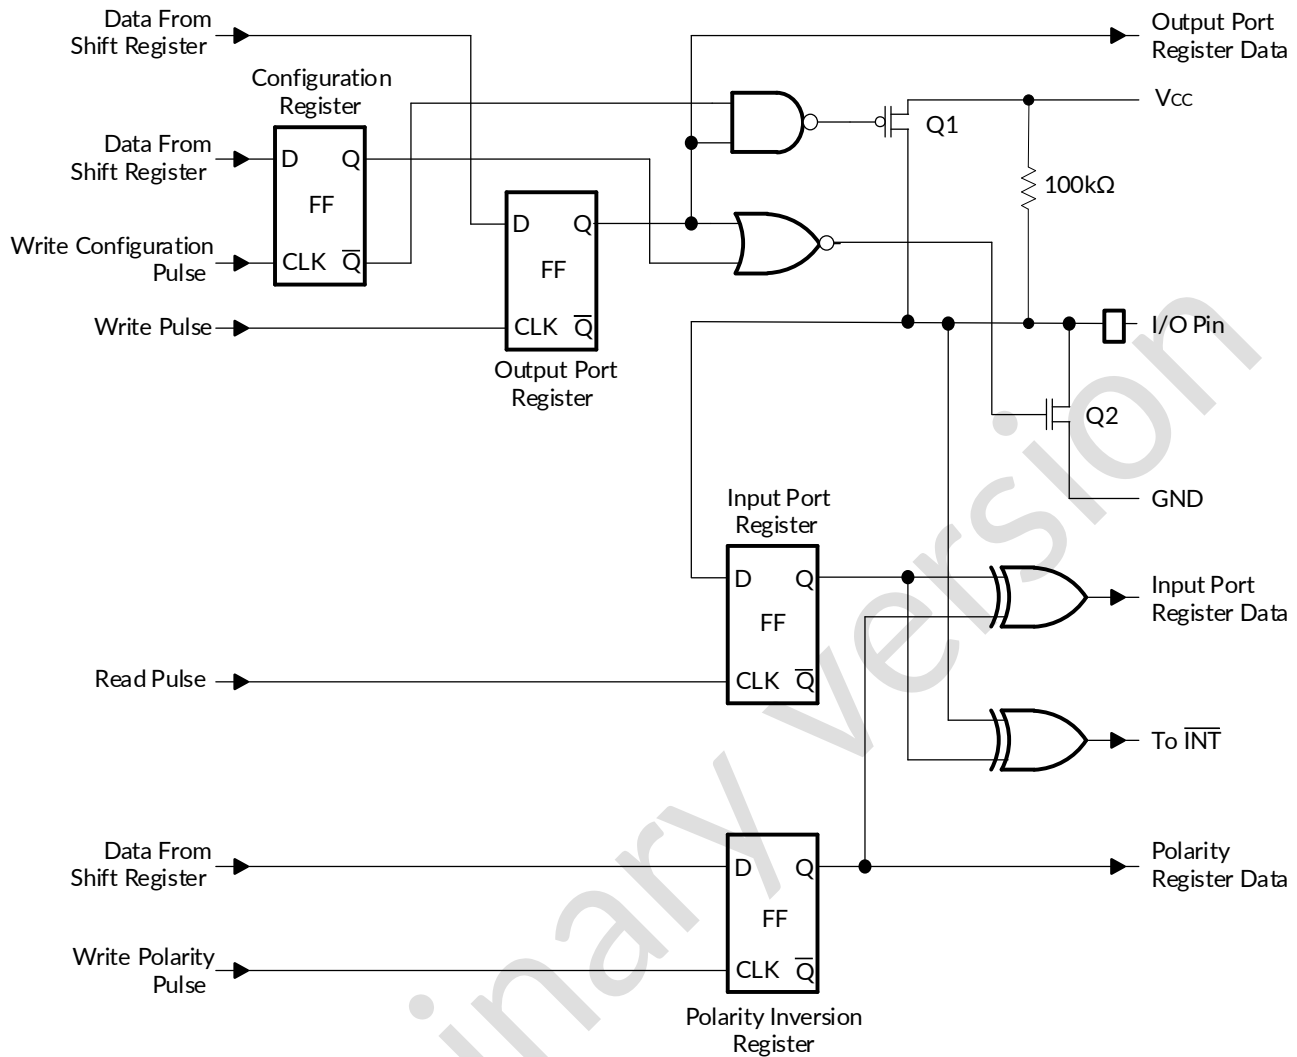 Data From
Shift Register
Output Port
Register Data
Configuration
Register
VCC
Q1
Data From
Shift Register
D Q
FF
CLK Q̅
100kΩ
D Q
FF
CLK Q̅
Write Configuration
Pulse
Write Pulse
I/O Pin
Output Port
Register
Q2
GND
Input Port
Register
D Q
FF
CLK Q̅
Input Port
Register Data
Read Pulse
To I̅N̅T̅
Data From
Shift Register
D Q
FF
CLK Q̅
Polarity
Register Data
Write Polarity
Pulse
Polarity Inversion
Register
inary version